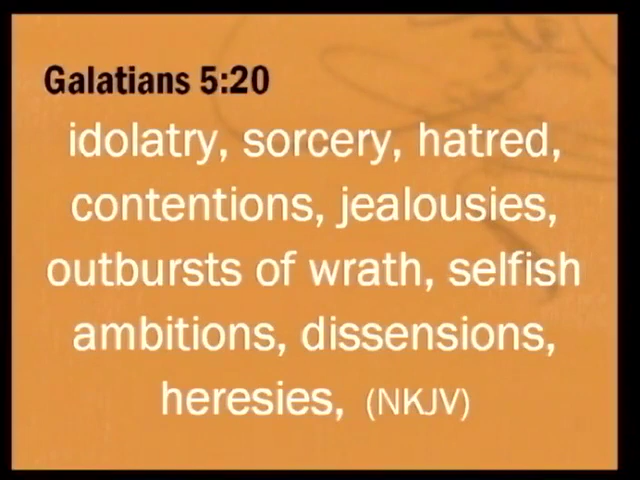 Galatians 5:20
idolatry, sorcery, hatred,
contentions, jealousies,
outbursts of wrath, selfish
ambitions, dissensions,
heresies, (NKJV)